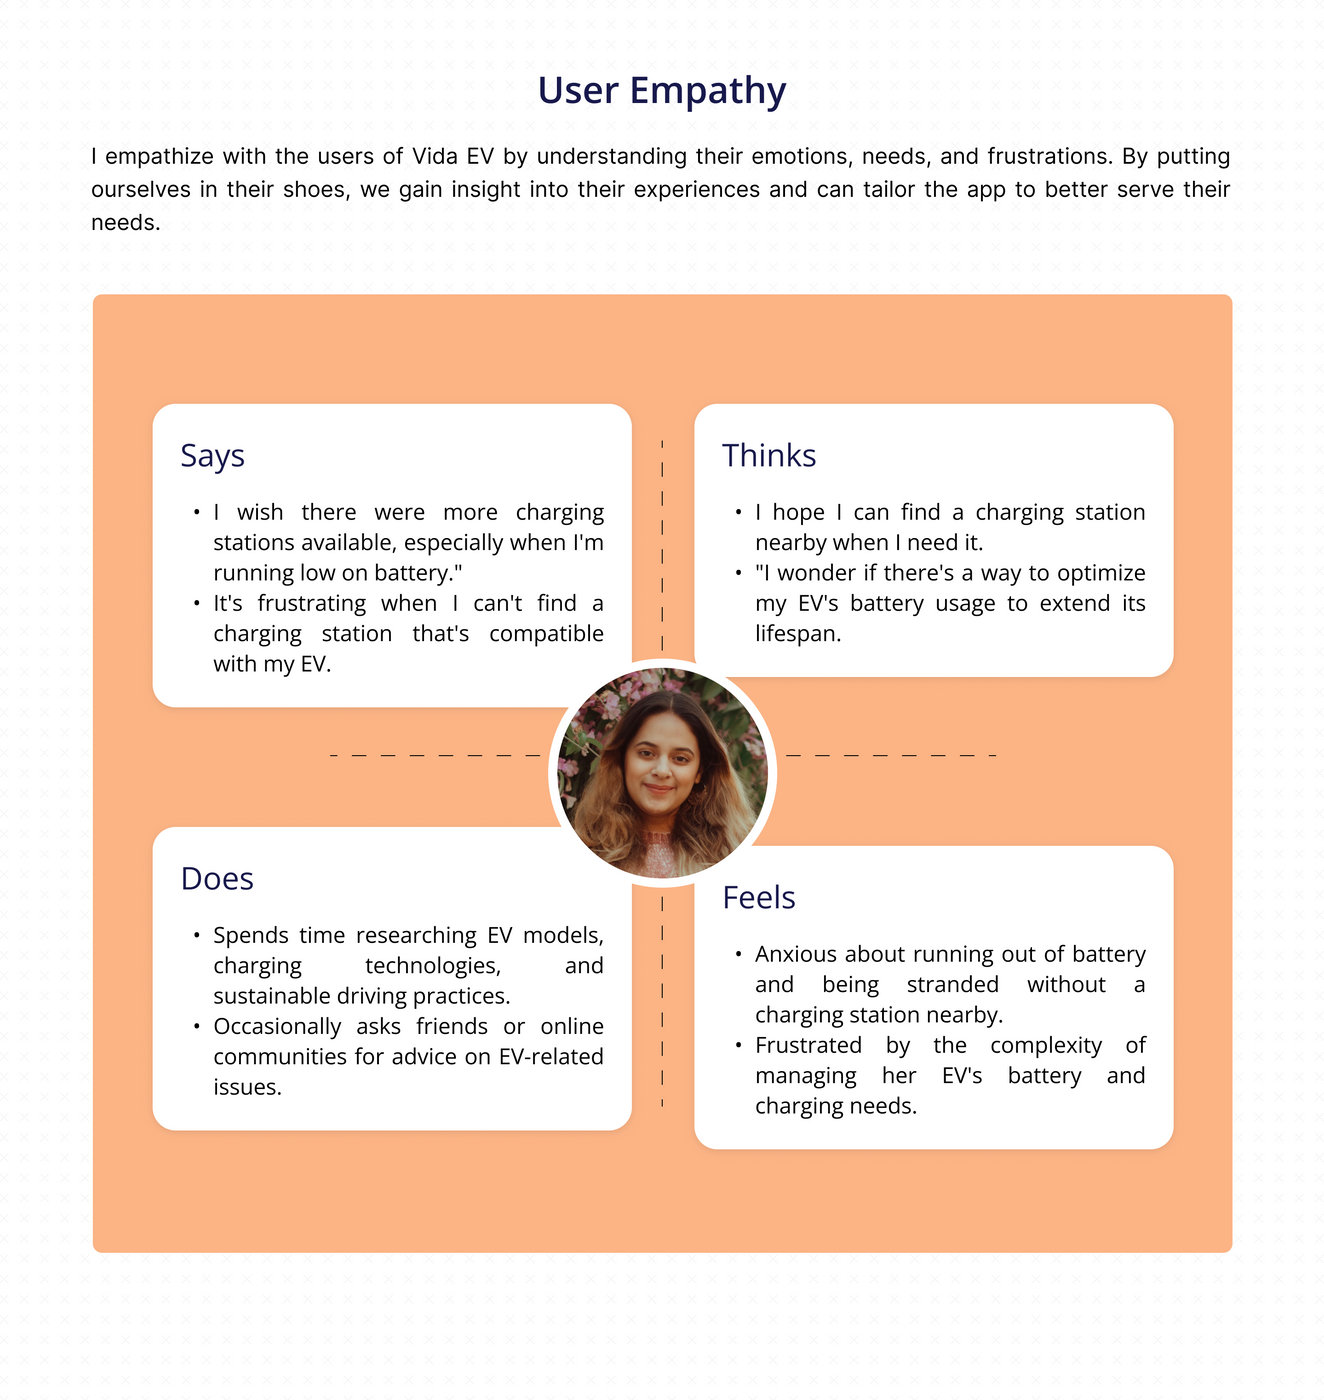 User Empathy
I empathize with the users of Vida EV by understanding their emotions, needs, and frustrations. By putting
ourselves in their shoes, we gain insight into their experiences and can tailor the app to better serve their
needs.
Says
• I wish there were more charging
stations available, especially when I'm
running low on battery."
• It's frustrating when I can't find a
charging station that's compatible
with my EV.
Thinks
• I hope I can find a charging station
nearby when I need it.
• "I wonder if there's a way to optimize
my EV's battery usage to extend its
lifespan.
Does
• Spends time researching EV models,
charging technologies, and
sustainable driving practices.
• Occasionally asks friends or online
communities for advice on EV-related
issues.
Feels
• Anxious about running out of battery
and being stranded without a
charging station nearby.
• Frustrated by the complexity of
managing her EV's battery and
charging needs.